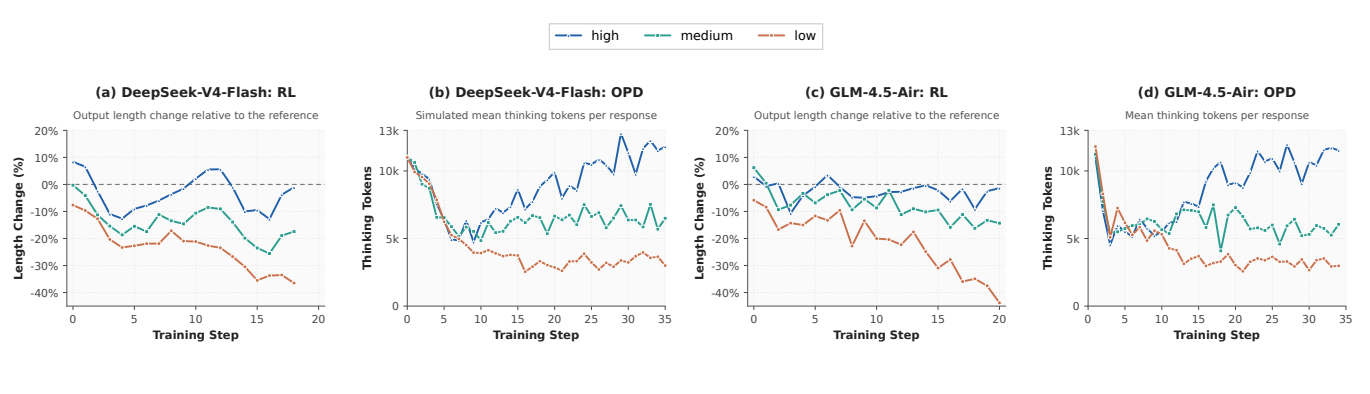 high medium low
(a) DeepSeek-V4-Flash: RL
Output length change relative to the reference
20%
10%
0%
-10%
-20%
-30%
-40%
Length Change (%)
0 5 10 15 20
Training Step
(b) DeepSeek-V4-Flash: OPD
Simulated mean thinking tokens per response
13k
10k
5k
0
Thinking Tokens
0 5 10 15 20 25 30 35
Training Step
(c) GLM-4.5-Air: RL
Output length change relative to the reference
20%
10%
0%
-10%
-20%
-30%
-40%
Length Change (%)
0 5 10 15 20
Training Step
(d) GLM-4.5-Air: OPD
Mean thinking tokens per response
13k
10k
5k
0
Thinking Tokens
0 5 10 15 20 25 30 35
Training Step